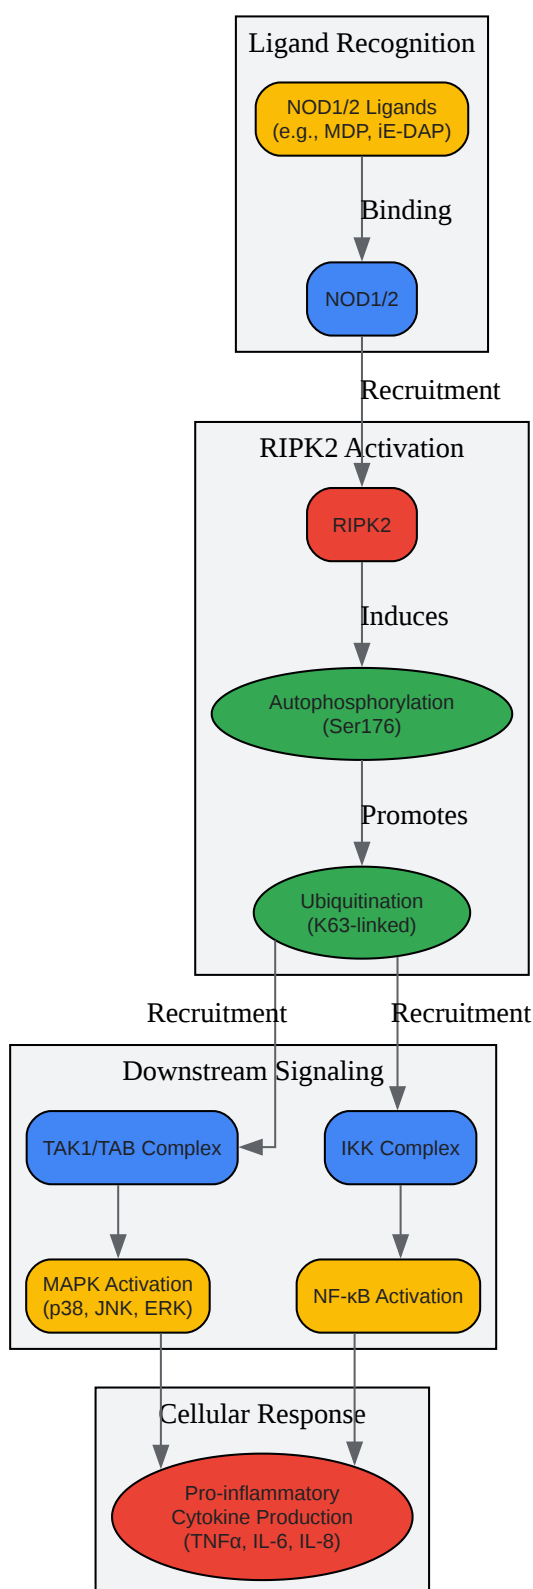 Ligand Recognition
NOD1/2 Ligands
(e.g., MDP, iE-DAP)
Binding
NOD1/2
Recruitment
RIPK2 Activation
RIPK2
Induces
Autophosphorylation
(Ser176)
Promotes
Ubiquitination
(K63-linked)
Recruitment
Recruitment
Downstream Signaling
TAK1/TAB Complex
IKK Complex
MAPK Activation
(p38, JNK, ERK)
NF-κB Activation
Cellular Response
Pro-inflammatory
Cytokine Production
(TNFα, IL-6, IL-8)